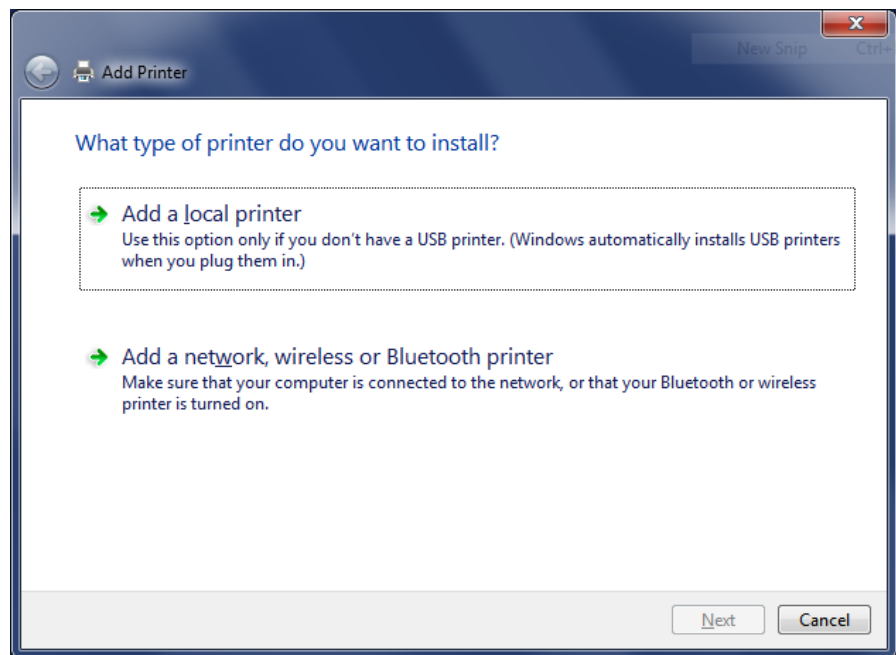 New Snip Ctrl+
Add Printer
What type of printer do you want to install?
Add a local printer
Use this option only if you don't have a USB printer. (Windows automatically installs USB printers
when you plug them in.)
Add a network, wireless or Bluetooth printer
Make sure that your computer is connected to the network, or that your Bluetooth or wireless
printer is turned on.
Next Cancel